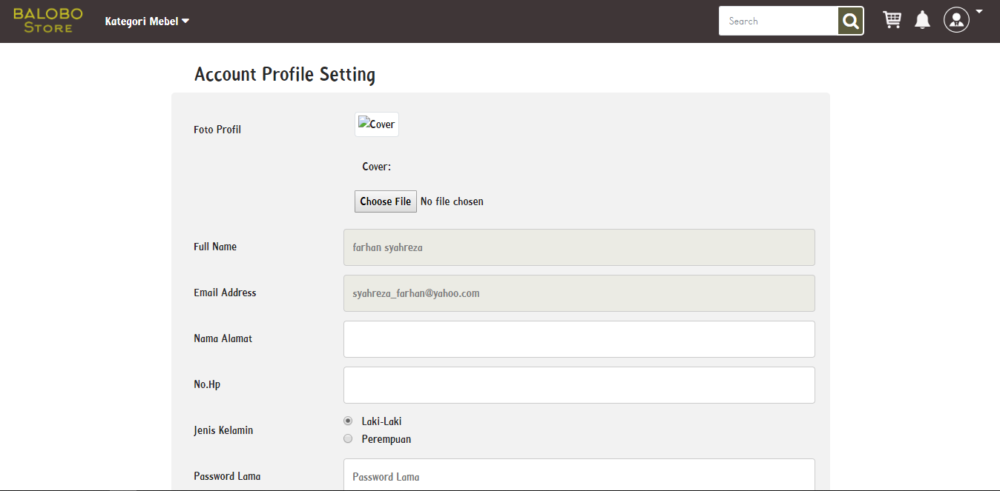 BALOBO
STORE
Kategori Mebel
Search
Account Profile Setting
Foto Profil
Cover
Cover:
Choose File No file chosen
Full Name
farhan syahreza
Email Address
syahreza_farhan@yahoo.com
Nama Alamat
No.Hp
Jenis Kelamin
Laki-Laki
Perempuan
Password Lama
Password Lama